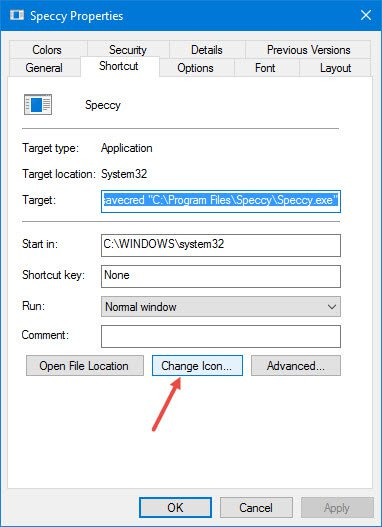 Speccy Properties
Colors Security Details Previous Versions
General Shortcut Options Font Layout
Speccy
Target type: Application
Target location: System32
Target: savecred "C:\Program Files\Speccy\Speccy.exe"
Start in: C:\WINDOWS\system32
Shortcut key: None
Run: Normal window
Comment:
Open File Location Change Icon... Advanced...
OK Cancel Apply